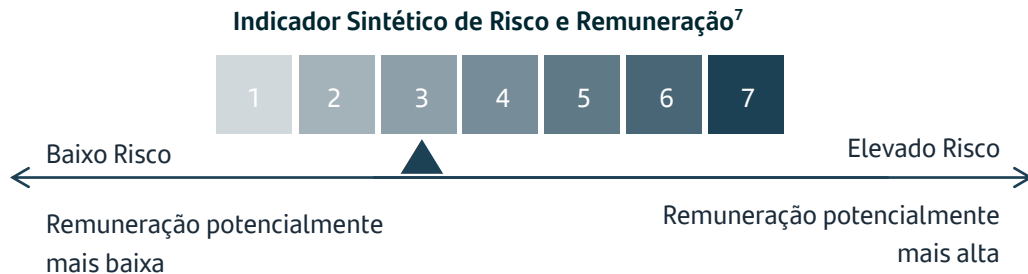 Indicador Sintético de Risco e Remuneração⁷
1 2 3 4 5 6 7
Baixo Risco
Elevado Risco
Remuneração potencialmente
mais baixa
Remuneração potencialmente
mais alta